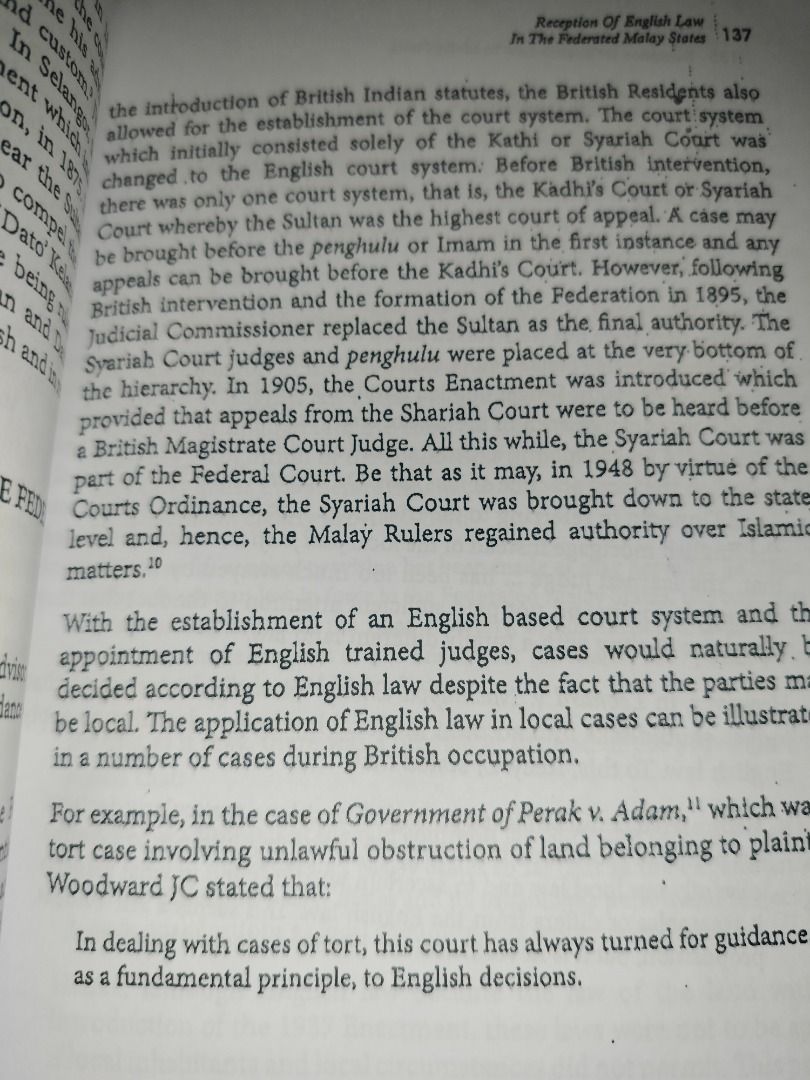 Reception Of English Law
In The Federated Malay States 137
the introduction of British Indian statutes, the British Residents also
allowed for the establishment of the court system. The court system
which initially consisted solely of the Kathi or Syariah Court was
changed to the English court system. Before British intervention,
there was only one court system, that is, the Kadhi's Court or Syariah
Court whereby the Sultan was the highest court of appeal. A case may
be brought before the penghulu or Imam in the first instance and any
appeals can be brought before the Kadhi's Court. However, following
British intervention and the formation of the Federation in 1895, the
Judicial Commissioner replaced the Sultan as the final authority. The
Syariah Court judges and penghulu were placed at the very bottom of
the hierarchy. In 1905, the Courts Enactment was introduced which
provided that appeals from the Shariah Court were to be heard before
a British Magistrate Court Judge. All this while, the Syariah Court was
part of the Federal Court. Be that as it may, in 1948 by virtue of the
Courts Ordinance, the Syariah Court was brought down to the state
level and, hence, the Malay Rulers regained authority over Islamic
matters.10
With the establishment of an English based court system and th
appointment of English trained judges, cases would naturally b
decided according to English law despite the fact that the parties ma
be local. The application of English law in local cases can be illustrat
in a number of cases during British occupation.
For example, in the case of Government of Perak v. Adam,11 which wa
tort case involving unlawful obstruction of land belonging to plaint
Woodward JC stated that:
In dealing with cases of tort, this court has always turned for guidance
as a fundamental principle, to English decisions.